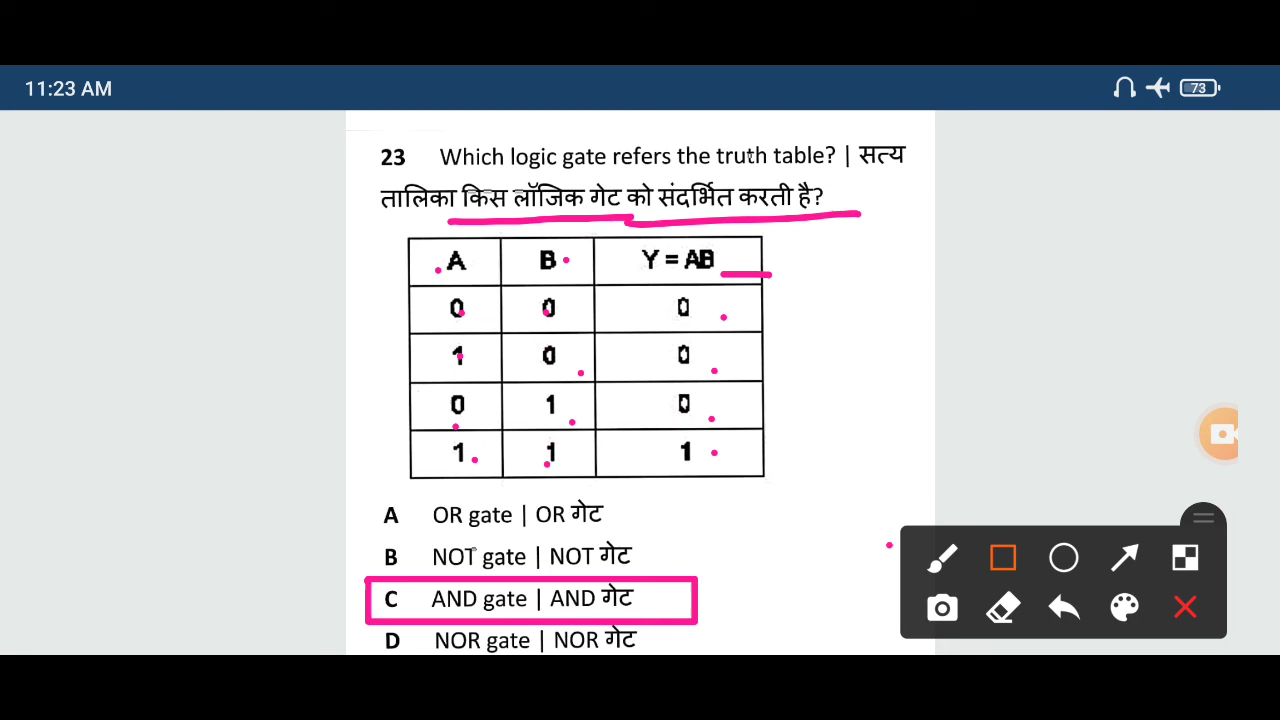 11:23 AM
73
23 Which logic gate refers the truth table? | सत्य
तालिका किस लॉजिक गेट को संदर्भित करती है?
A B Y = AB
0 0 0
1 0 0
0 1 0
1 1 1
A OR gate | OR गेट
B NOT gate | NOT गेट
C AND gate | AND गेट
D NOR gate | NOR गेट